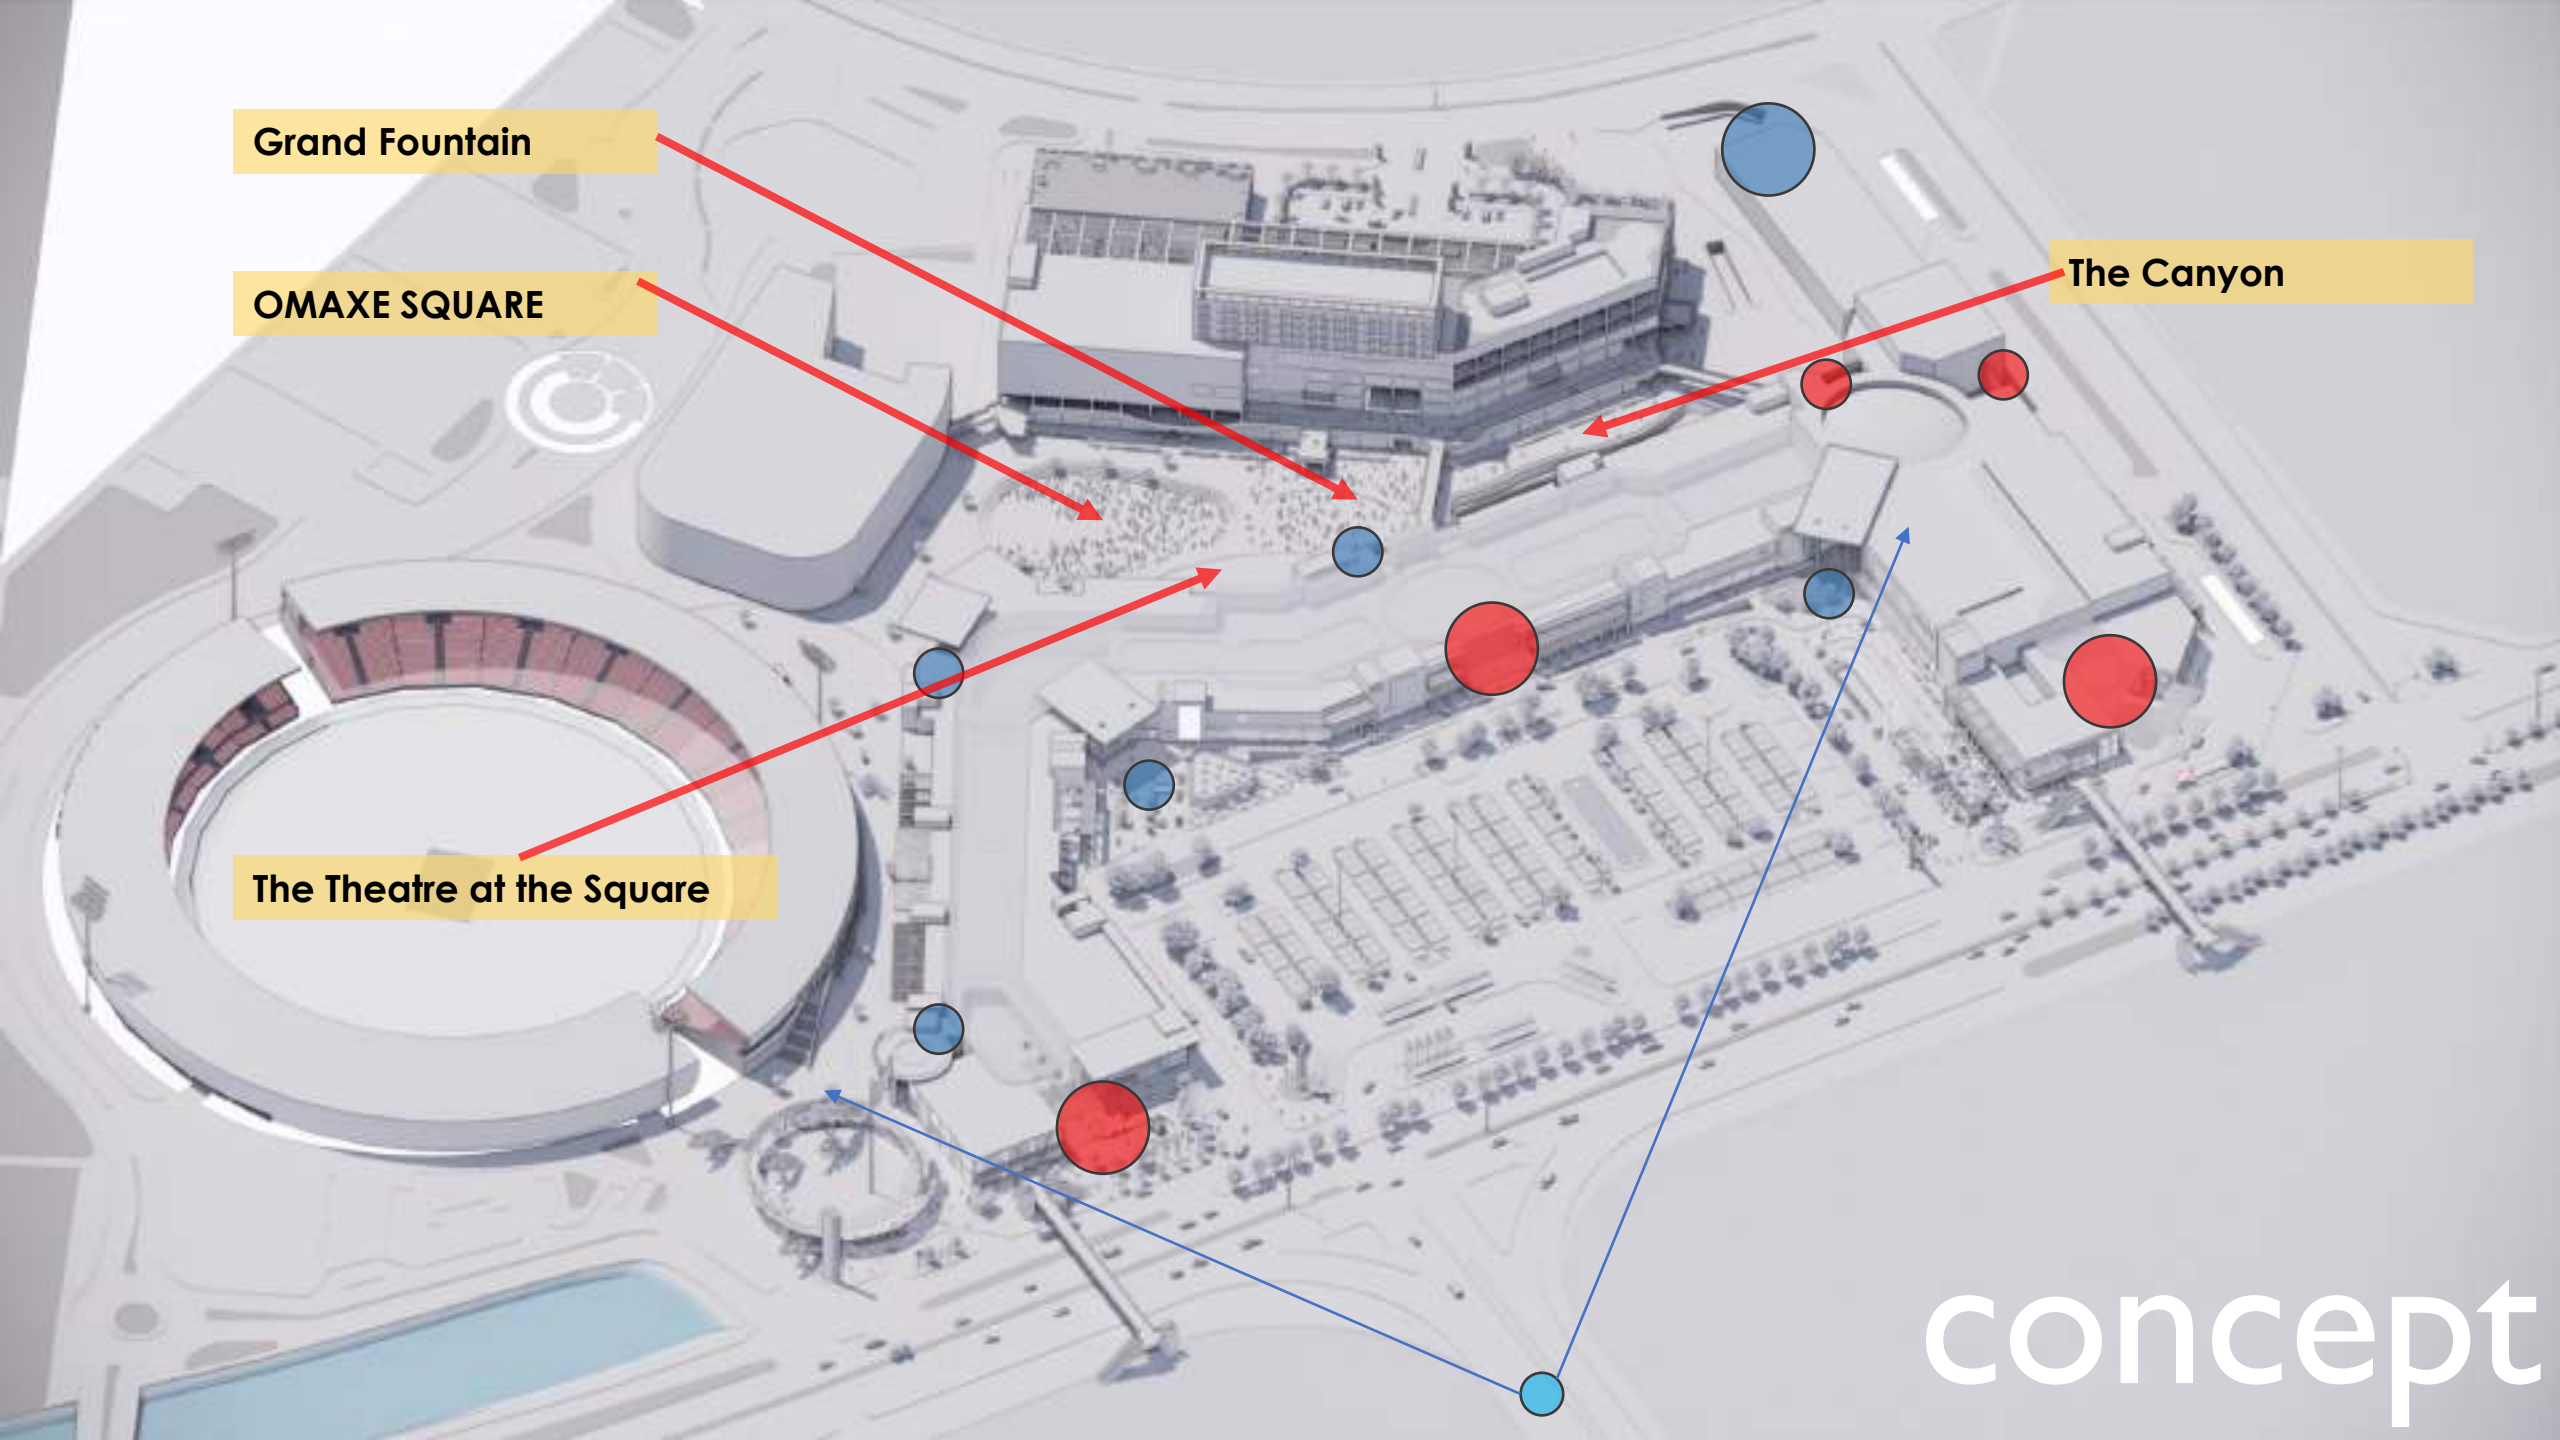 Grand Fountain
OMAXE SQUARE
The Canyon
The Theatre at the Square
concept